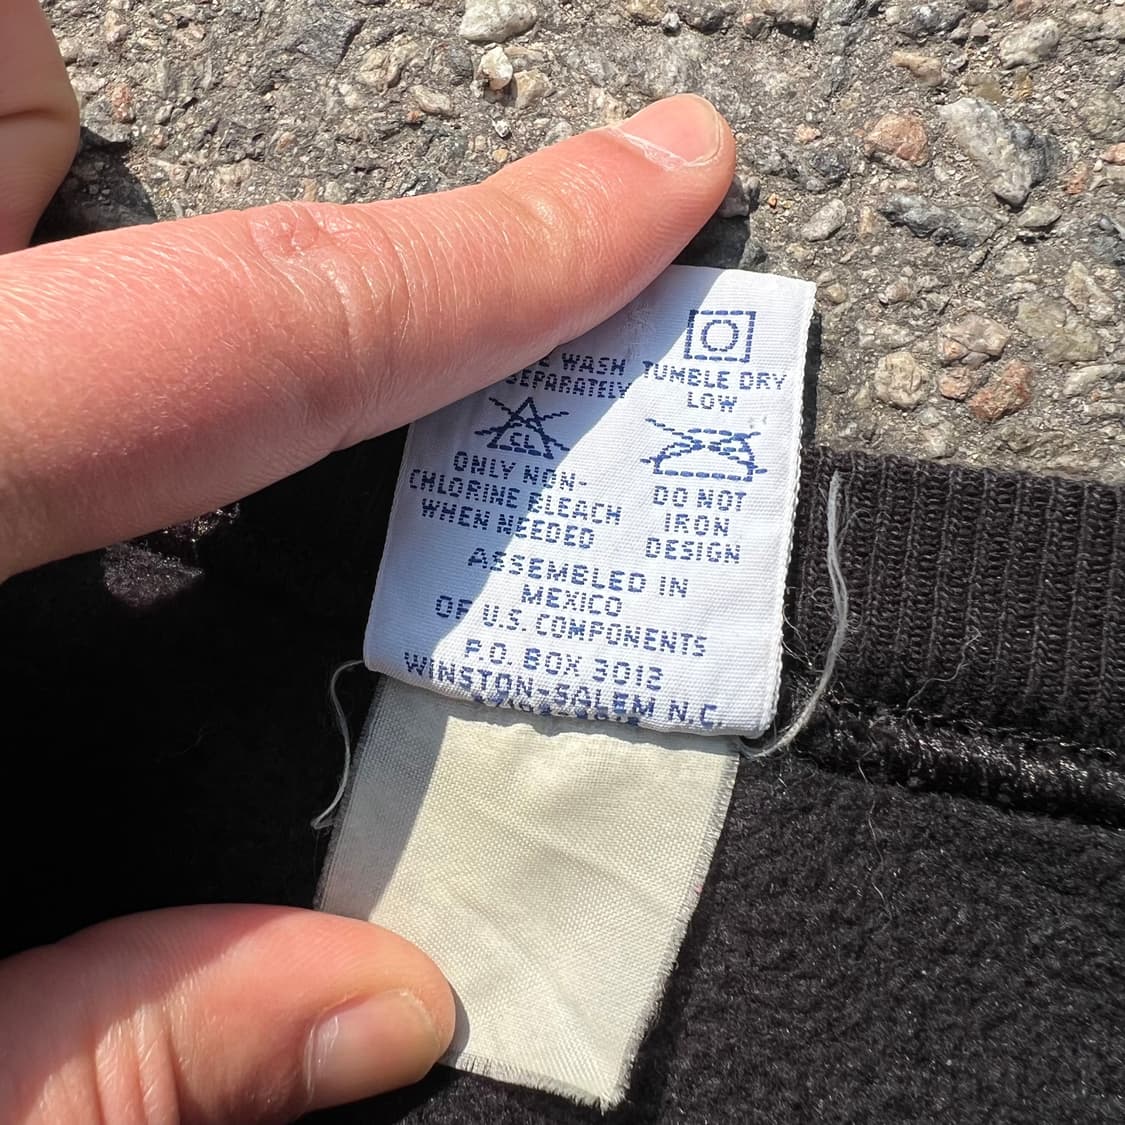 WASH
SEPARATELY
TUMBLE DRY
LOW
CL
ONLY NON-
CHLORINE BLEACH
WHEN NEEDED
DO NOT
IRON
DESIGN
ASSEMBLED IN
MEXICO
OF U.S. COMPONENTS
P.O. BOX 3012
WINSTON-SALEM N.C.